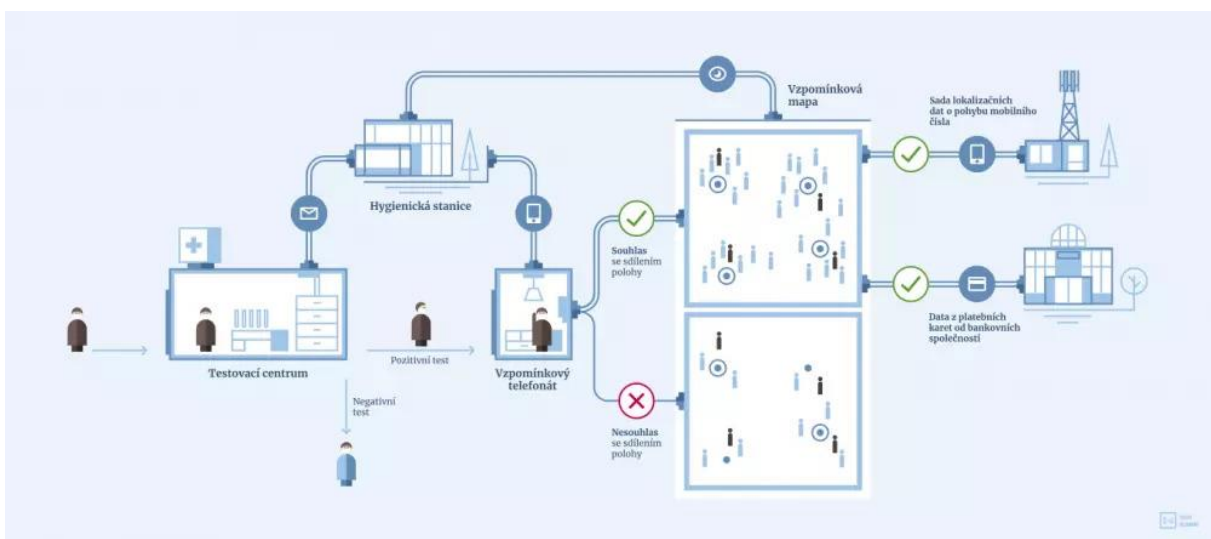 Vzpomínková
mapa
Sada lokalizačních
dat o pohybu mobilního
čísla
Hygienická stanice
Souhlas
se sdílením
polohy
Data z platebních
karet od bankovních
společností
Testovací centrum
Pozitivní test
Vzpomínkový
telefonát
Negativní
test
Nesouhlas
se sdílením
polohy